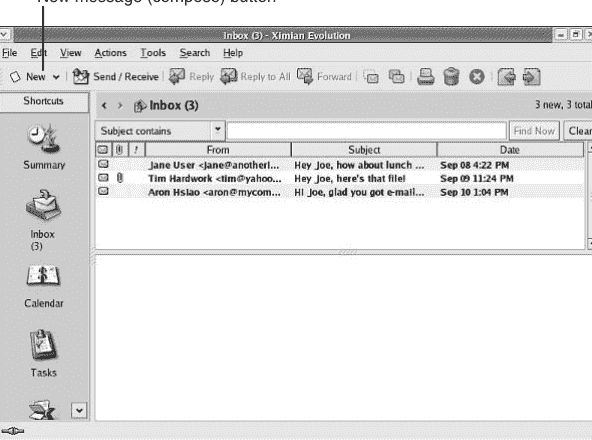 New message (compose) button
Inbox (3) - Ximian Evolution
File Edit View Actions Tools Search Help
New Send / Receive Reply Reply to All Forward
Shortcuts
Inbox (3)
3 new, 3 total
Subject contains
Find Now
Clear
! From Subject Date
Jane User <jane@anotherl... Hey Joe, how about lunch ... Sep 08 4:22 PM
Tim Hardwork <tim@yahoo... Hey Joe, here's that file! Sep 09 11:24 PM
Aron Hsiao <aron@mycom... Hi Joe, glad you got e-mail... Sep 10 1:04 PM
Summary
Inbox
(3)
Calendar
Tasks